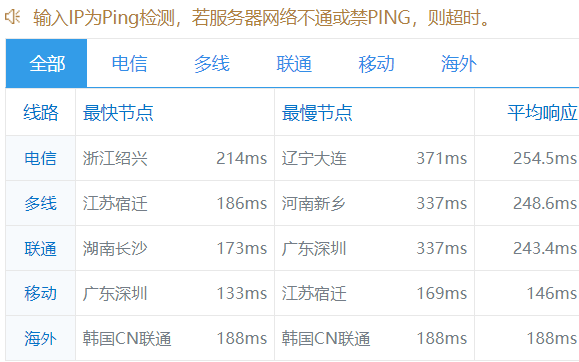 输入IP为Ping检测，若服务器网络不通或禁PING，则超时。
全部 电信 多线 联通 移动 海外
线路 最快节点 最慢节点 平均响应
电信 浙江绍兴 214ms 辽宁大连 371ms 254.5ms
多线 江苏宿迁 186ms 河南新乡 337ms 248.6ms
联通 湖南长沙 173ms 广东深圳 337ms 243.4ms
移动 广东深圳 133ms 江苏宿迁 169ms 146ms
海外 韩国CN联通 188ms 韩国CN联通 188ms 188ms